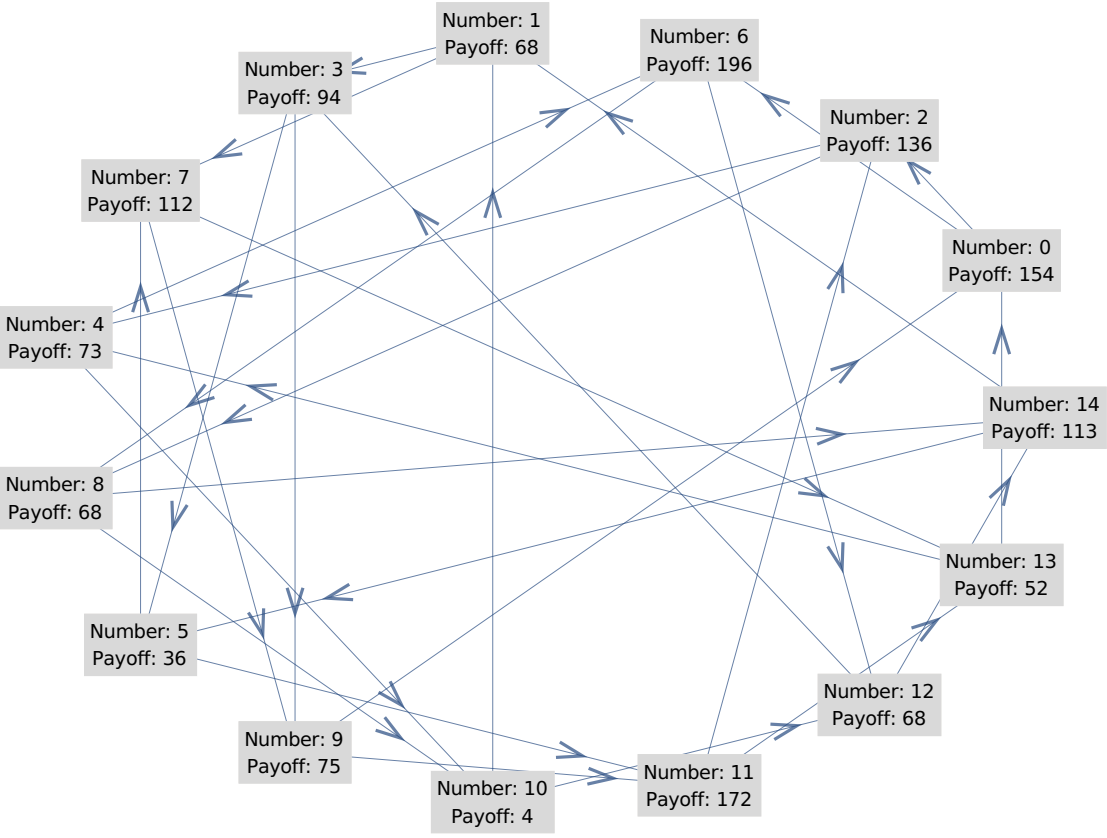 Number: 1
Payoff: 68
Number: 6
Payoff: 196
Number: 3
Payoff: 94
Number: 2
Payoff: 136
Number: 7
Payoff: 112
Number: 0
Payoff: 154
Number: 4
Payoff: 73
Number: 14
Payoff: 113
Number: 8
Payoff: 68
Number: 13
Payoff: 52
Number: 5
Payoff: 36
Number: 12
Payoff: 68
Number: 9
Payoff: 75
Number: 11
Payoff: 172
Number: 10
Payoff: 4